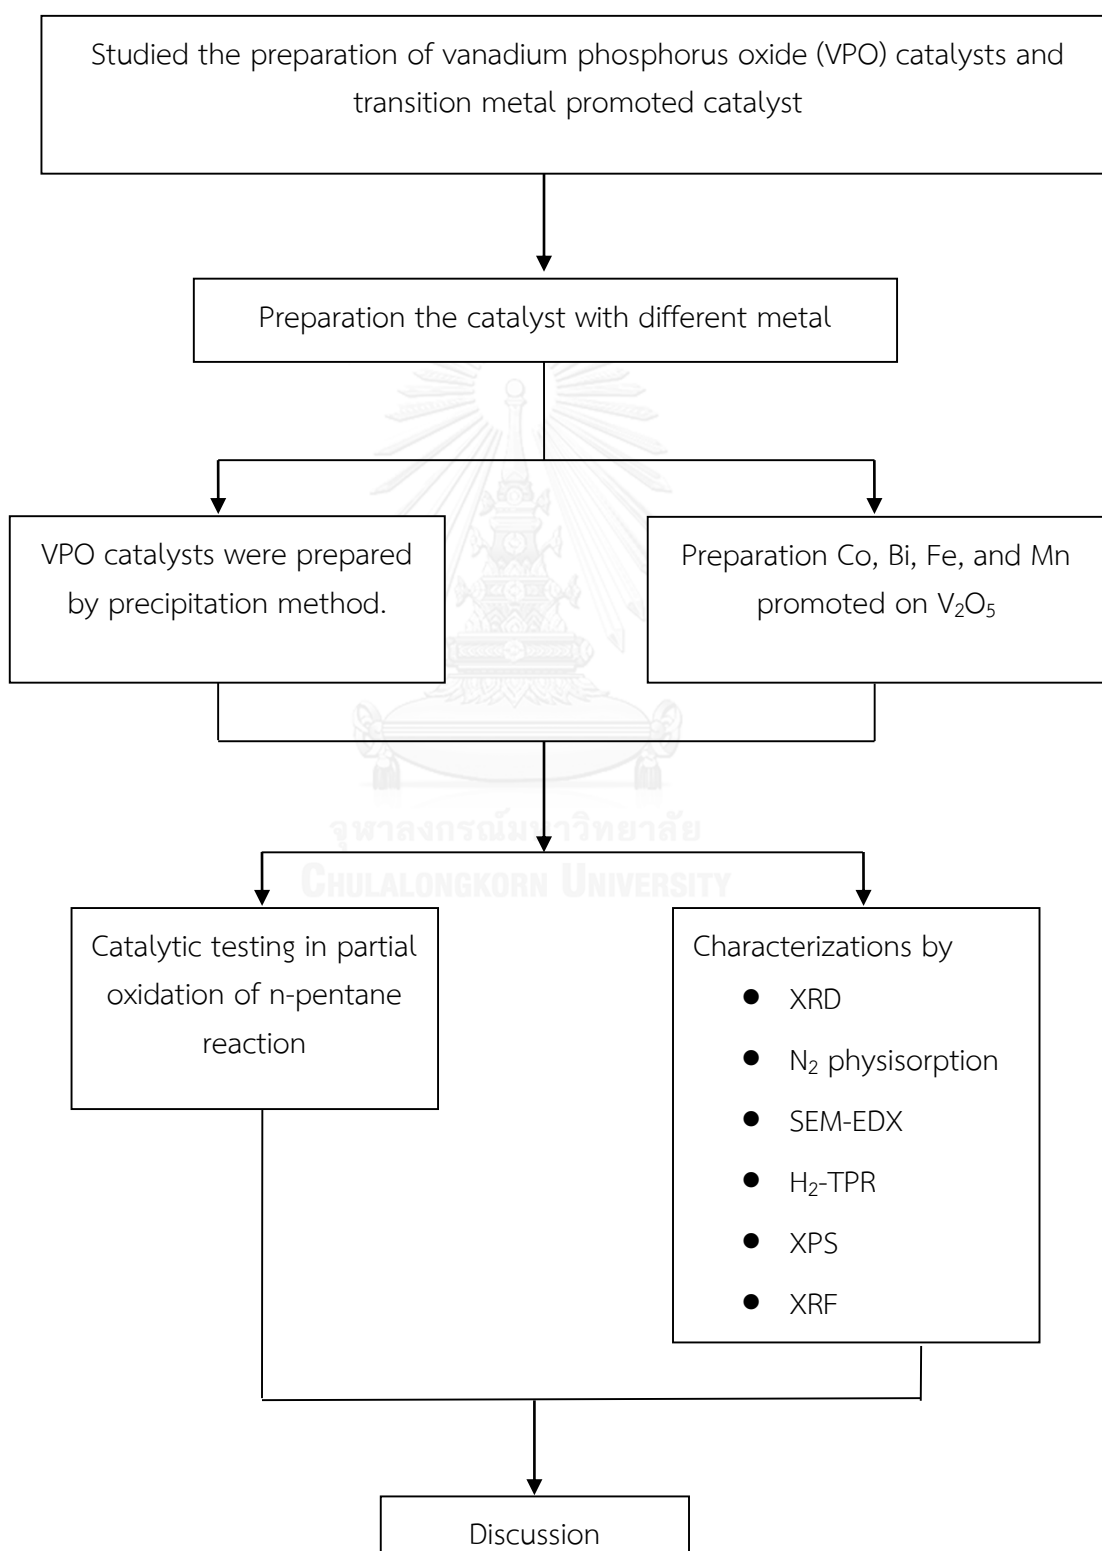 Studied the preparation of vanadium phosphorus oxide (VPO) catalysts and
transition metal promoted catalyst
Preparation the catalyst with different metal
VPO catalysts were prepared
by precipitation method.
Preparation Co, Bi, Fe, and Mn
promoted on V₂O₅
จุฬาลงกรณ์มหาวิทยาลัย
CHULALONGKORN UNIVERSITY
Catalytic testing in partial
oxidation of n-pentane
reaction
Characterizations by
● XRD
● N₂ physisorption
● SEM-EDX
● H₂-TPR
● XPS
● XRF
Discussion